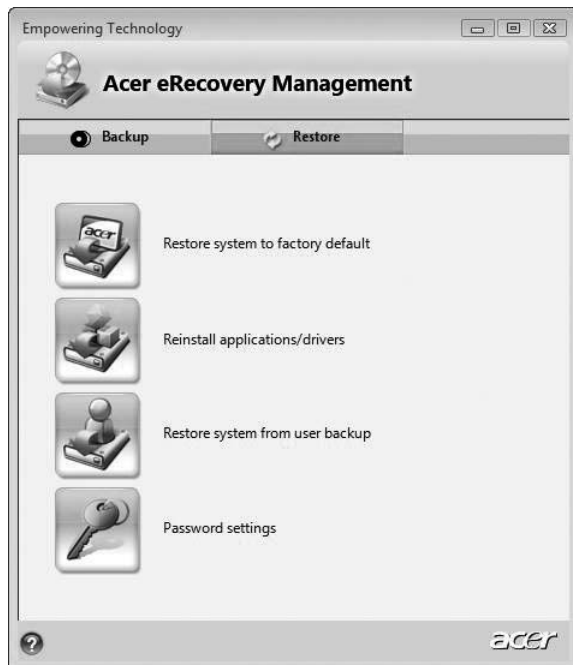 Empowering Technology
Acer eRecovery Management
Backup
Restore
acer
Restore system to factory default
Reinstall applications/drivers
Restore system from user backup
Password settings
?
acer